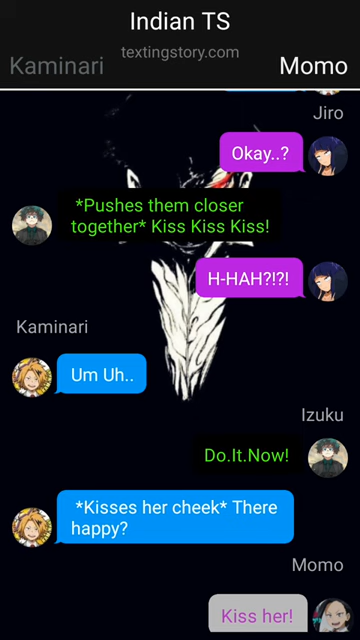 Indian TS
textingstory.com
Kaminari
Momo
Jiro
Okay..?
*Pushes them closer
together* Kiss Kiss Kiss!
H-HAH?!?!
Kaminari
Um Uh..
Izuku
Do.It.Now!
*Kisses her cheek* There
happy?
Momo
Kiss her!